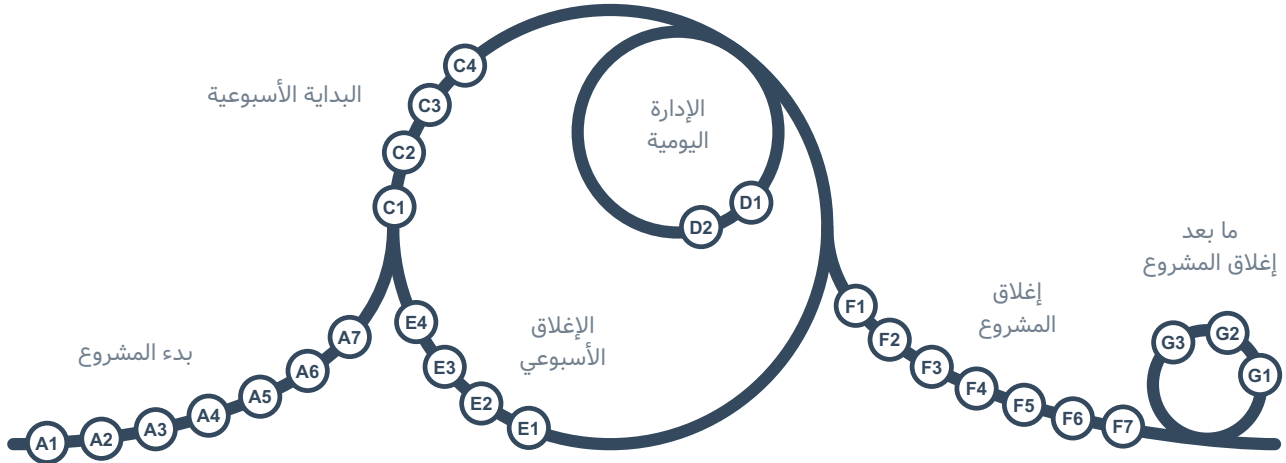 البداية الأسبوعية
الإدارة
اليومية
ما بعد
إغلاق المشروع
إغلاق
المشروع
الإغلاق
الأسبوعي
بدء المشروع
A1
A2
A3
A4
A5
A6
A7
C1
C2
C3
C4
D1
D2
E1
E2
E3
E4
F1
F2
F3
F4
F5
F6
F7
G1
G2
G3